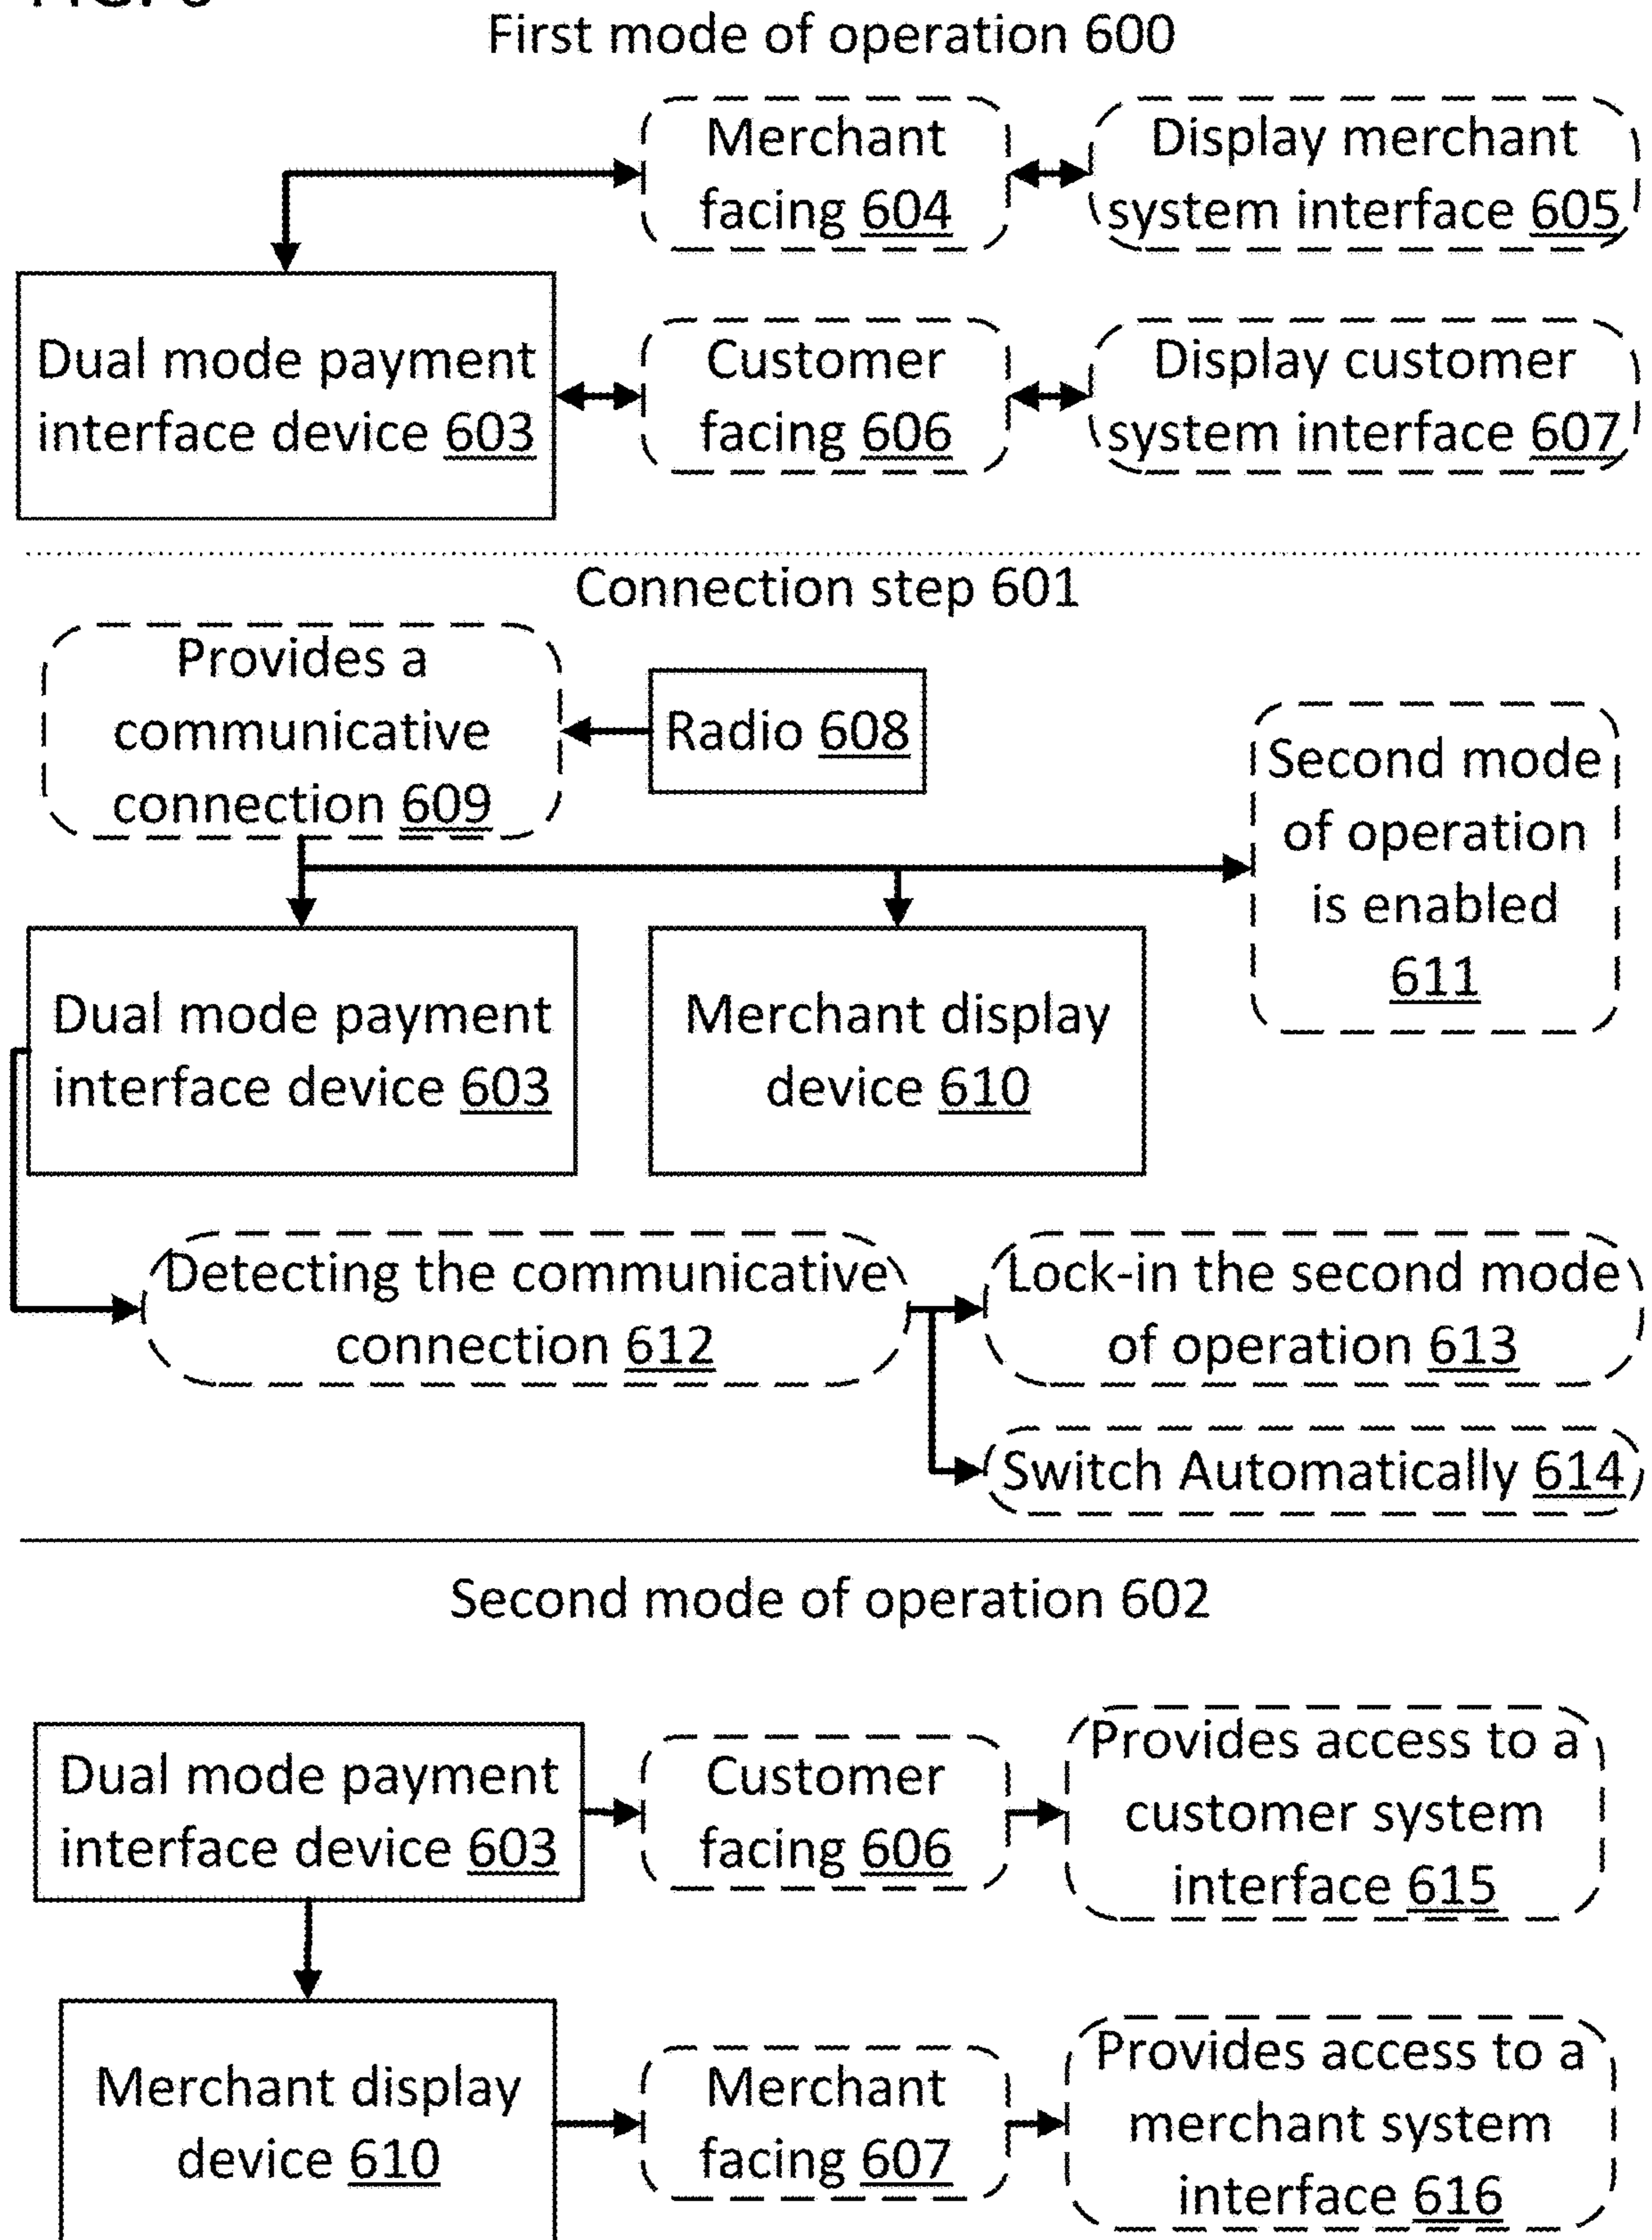 First mode of operation 600
Merchant
facing 604
Display merchant
system interface 605
Dual mode payment
interface device 603
Customer
facing 606
Display customer
system interface 607
Connection step 601
Provides a
communicative
connection 609
Radio 608
Second mode
of operation
is enabled
611
Dual mode payment
interface device 603
Merchant display
device 610
Detecting the communicative
connection 612
Lock-in the second mode
of operation 613
Switch Automatically 614
Second mode of operation 602
Dual mode payment
interface device 603
Customer
facing 606
Provides access to a
customer system
interface 615
Merchant display
device 610
Merchant
facing 607
Provides access to a
merchant system
interface 616